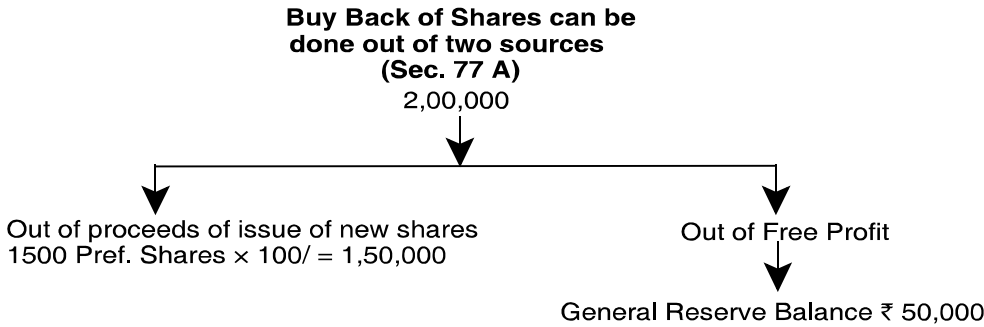 Buy Back of Shares can be
done out of two sources
(Sec. 77 A)
2,00,000
Out of proceeds of issue of new shares
1500 Pref. Shares × 100/ = 1,50,000
Out of Free Profit
General Reserve Balance ₹ 50,000